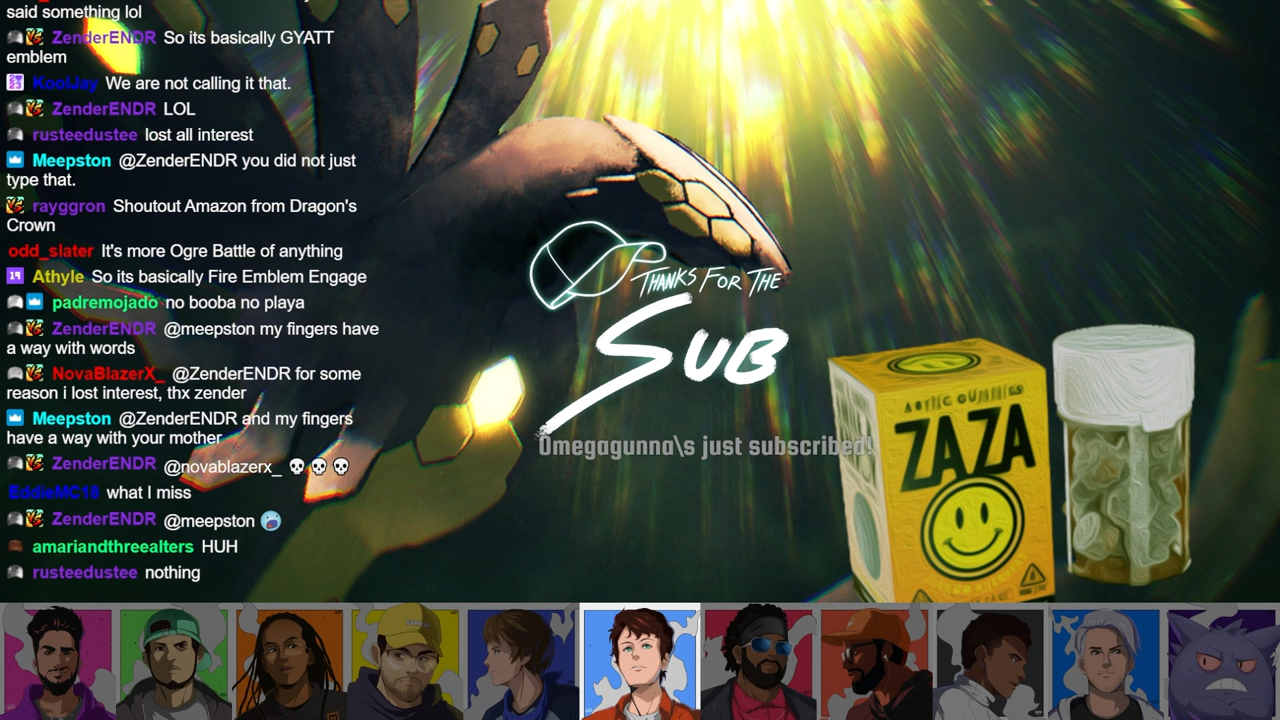 said something lol
ZenderENDR So its basically GYATT
emblem
KoolJay We are not calling it that.
ZenderENDR LOL
rusteedustee lost all interest
Meepston @ZenderENDR you did not just
type that.
rayggron Shoutout Amazon from Dragon's
Crown
odd_slater It's more Ogre Battle of anything
19 Athyle So its basically Fire Emblem Engage
padremojado no booba no playa
ZenderENDR @meepston my fingers have
a way with words
NovaBlazerX_ @ZenderENDR for some
reason i lost interest, thx zender
Meepston @ZenderENDR and my fingers
have a way with your mother
ZenderENDR @novablazerx_ 💀💀💀
EddieMC18 what I miss
ZenderENDR @meepston
amariandthreealters HUH
rusteedustee nothing
THANKS FOR THE
SUB
Omegagunna\s just subscribed!
ZAZA